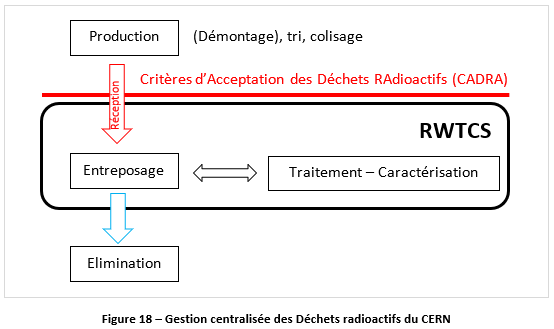 Production
(Démontage), tri, colisage
Critères d'Acceptation des Déchets RAdioactifs (CADRA)
Réception
RWTCS
Entreposage
Traitement – Caractérisation
Elimination
Figure 18 – Gestion centralisée des Déchets radioactifs du CERN